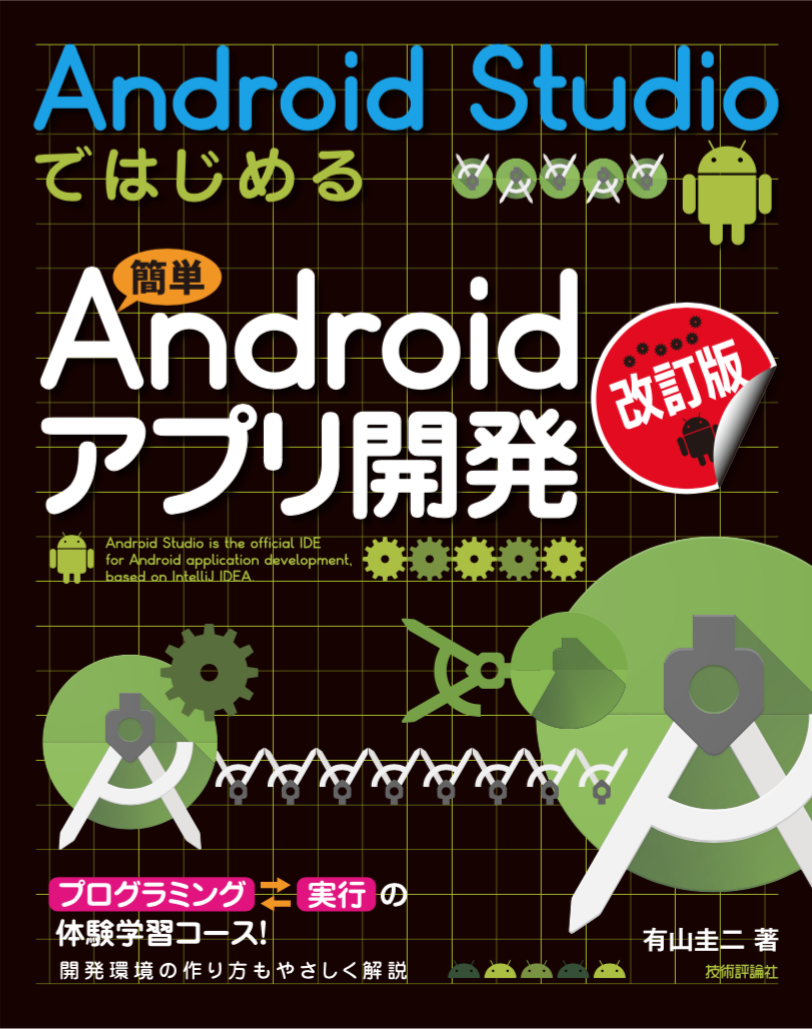 Android Studio
ではじめる
簡単
Android
アプリ開発
改訂版
Android Studio is the official IDE
for Android application development,
based on IntelliJ IDEA.
プログラミング⇄実行の
体験学習コース!
開発環境の作り方もやさしく解説
有山圭二 著
技術評論社